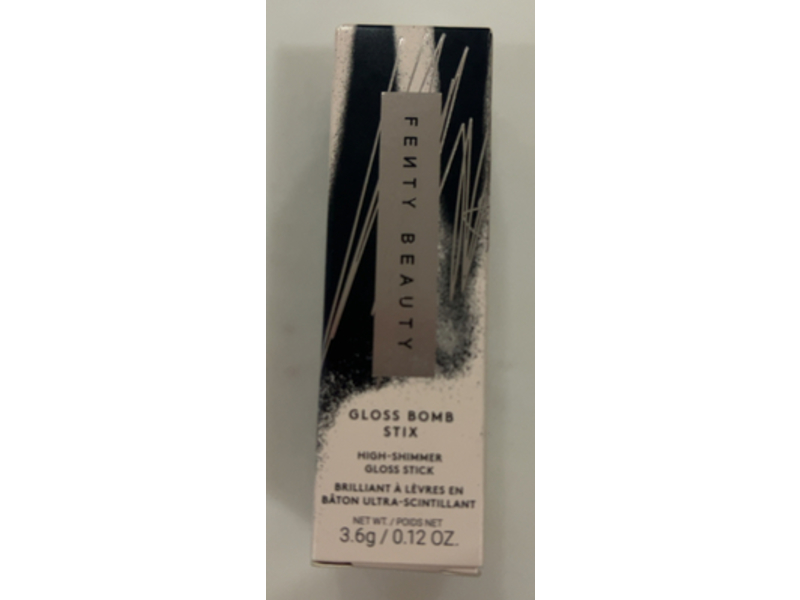 FENTY BEAUTY
GLOSS BOMB
STIX
HIGH-SHIMMER
GLOSS STICK
BRILLIANT À LÈVRES EN
BÂTON ULTRA-SCINTILLANT
NET WT. / POIDS NET
3.6g / 0.12 OZ.